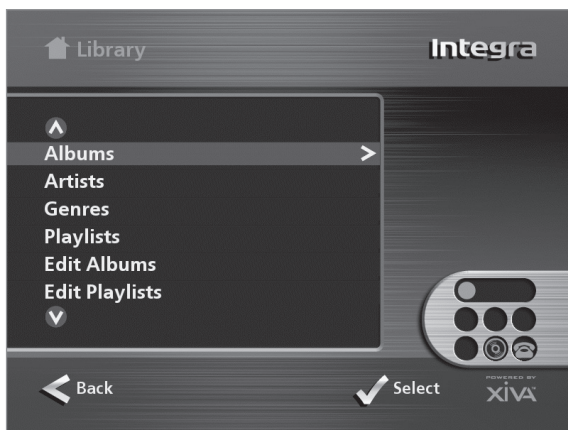 Library
Integra
Albums >
Artists
Genres
Playlists
Edit Albums
Edit Playlists
Back
Select
POWERED BY
XiVA